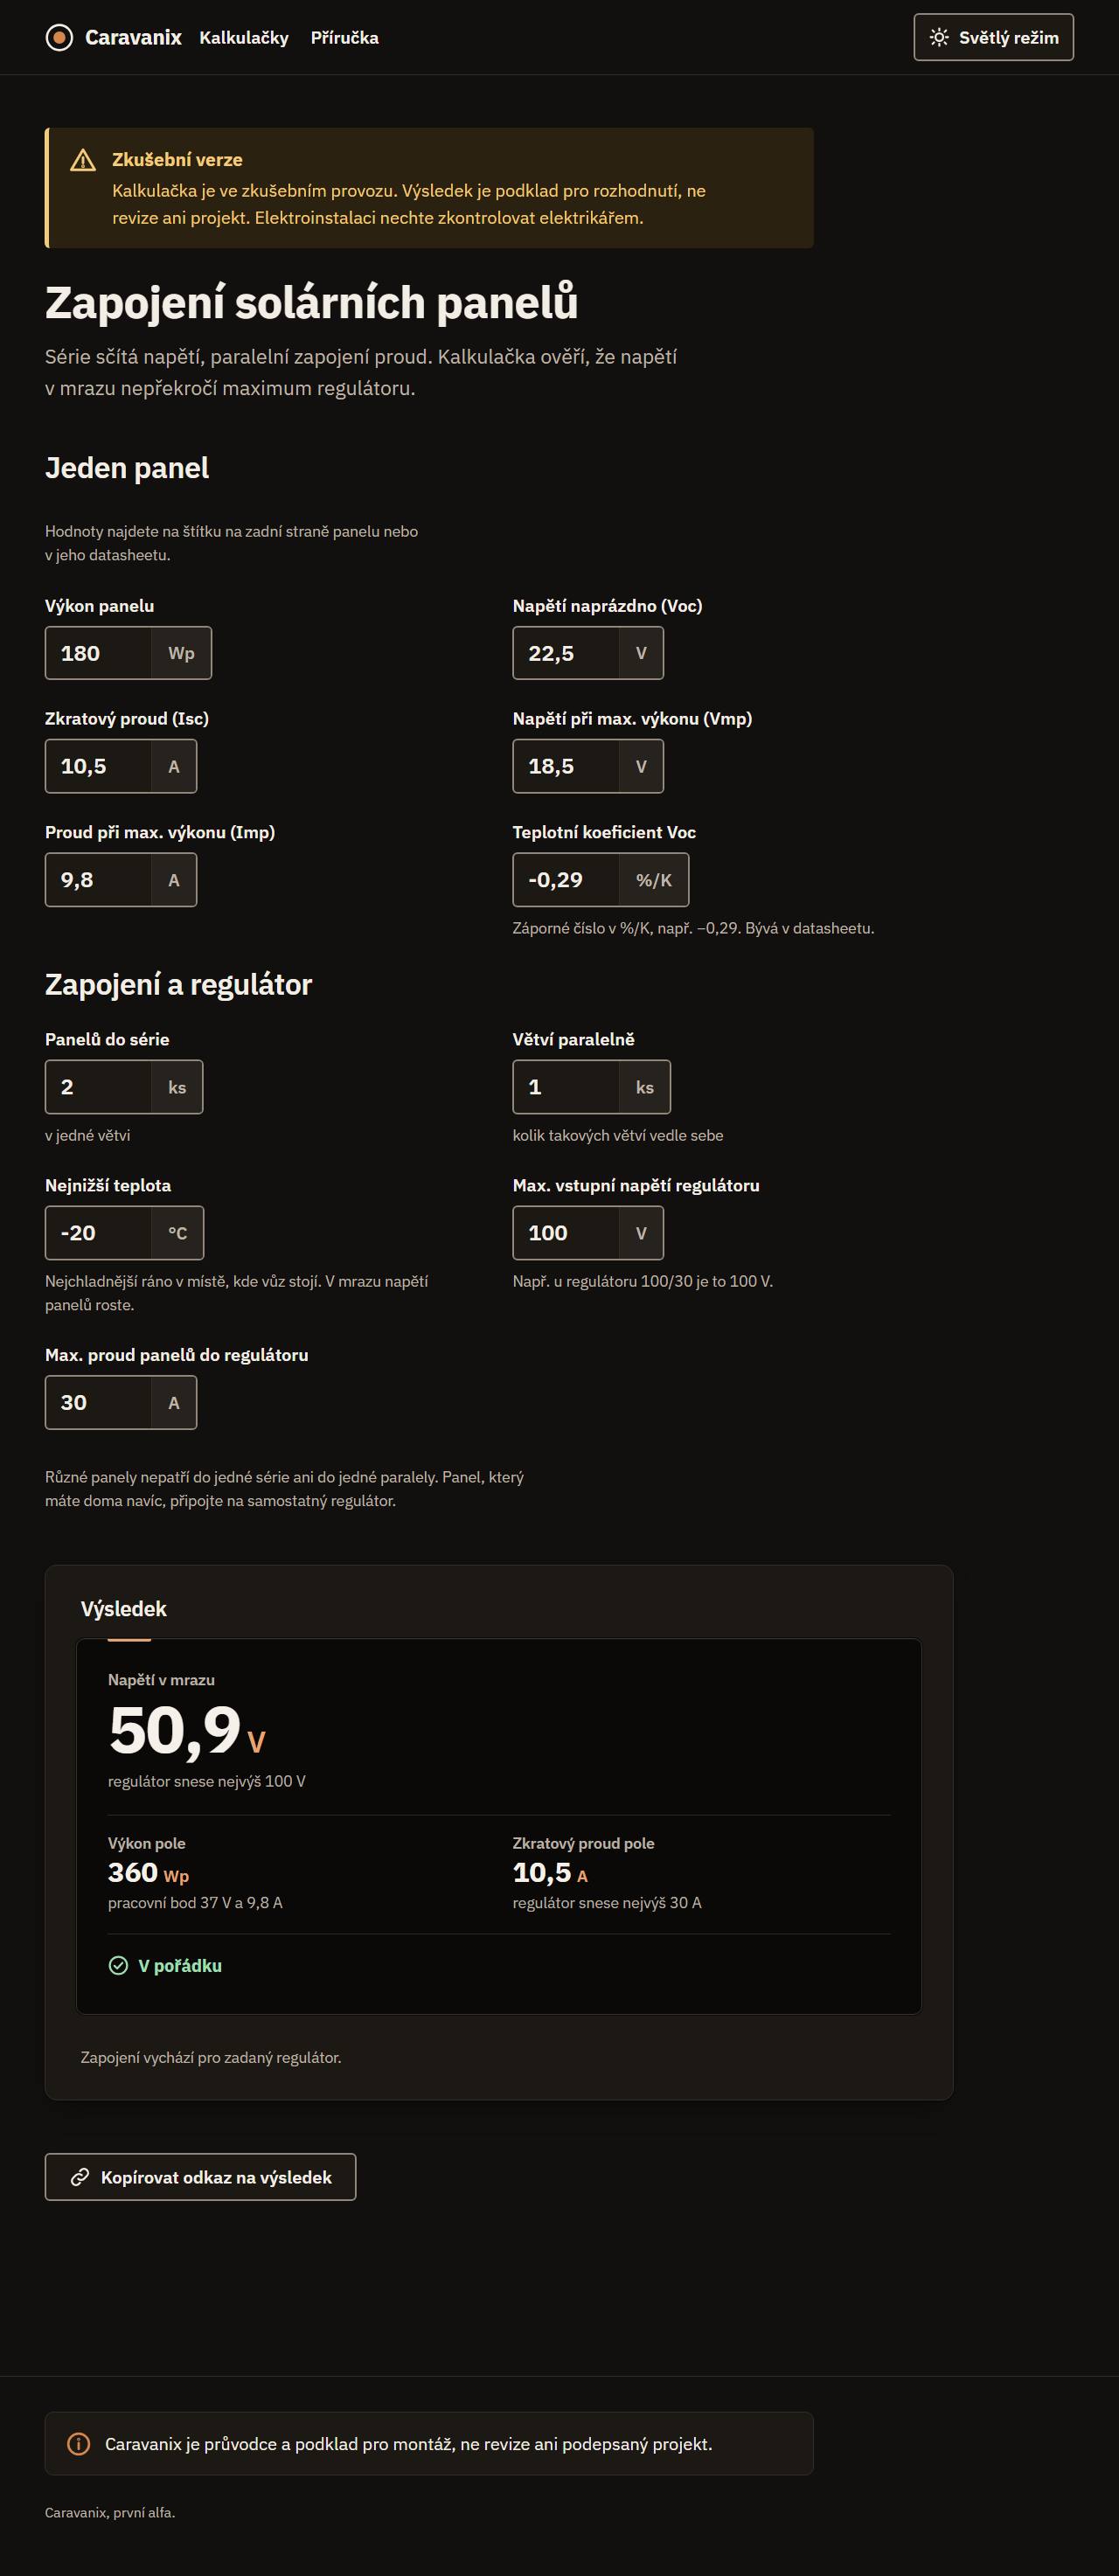 Caravanix Kalkulačky Příručka Světlý režim
Zkušební verze
Kalkulačka je ve zkušebním provozu. Výsledek je podklad pro rozhodnutí, ne
revize ani projekt. Elektroinstalaci nechte zkontrolovat elektrikářem.
Zapojení solárních panelů
Série sčítá napětí, paralelní zapojení proud. Kalkulačka ověří, že napětí
v mrazu nepřekročí maximum regulátoru.
Jeden panel
Hodnoty najdete na štítku na zadní straně panelu nebo
v jeho datasheetu.
Výkon panelu
180 Wp
Napětí naprázdno (Voc)
22,5 V
Zkratový proud (Isc)
10,5 A
Napětí při max. výkonu (Vmp)
18,5 V
Proud při max. výkonu (Imp)
9,8 A
Teplotní koeficient Voc
-0,29 %/K
Záporné číslo v %/K, např. −0,29. Bývá v datasheetu.
Zapojení a regulátor
Panelů do série
2 ks
v jedné větvi
Větví paralelně
1 ks
kolik takových větví vedle sebe
Nejnižší teplota
-20 °C
Nejchladnější ráno v místě, kde vůz stojí. V mrazu napětí
panelů roste.
Max. vstupní napětí regulátoru
100 V
Např. u regulátoru 100/30 je to 100 V.
Max. proud panelů do regulátoru
30 A
Různé panely nepatří do jedné série ani do jedné paralely. Panel, který
máte doma navíc, připojte na samostatný regulátor.
Výsledek
Napětí v mrazu
50,9 V
regulátor snese nejvýš 100 V
Výkon pole
360 Wp
pracovní bod 37 V a 9,8 A
Zkratový proud pole
10,5 A
regulátor snese nejvýš 30 A
V pořádku
Zapojení vychází pro zadaný regulátor.
Kopírovat odkaz na výsledek
Caravanix je průvodce a podklad pro montáž, ne revize ani podepsaný projekt.
Caravanix, první alfa.